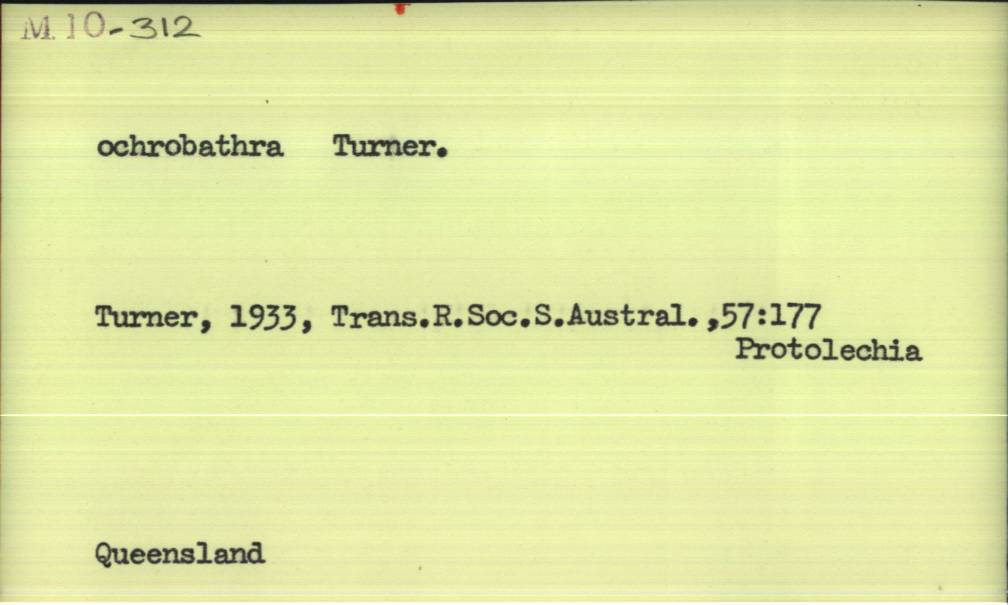 M. 10-312
ochrobathra Turner.
Turner, 1933, Trans.R.Soc.S.Austral.,57:177
Protolechia
Queensland